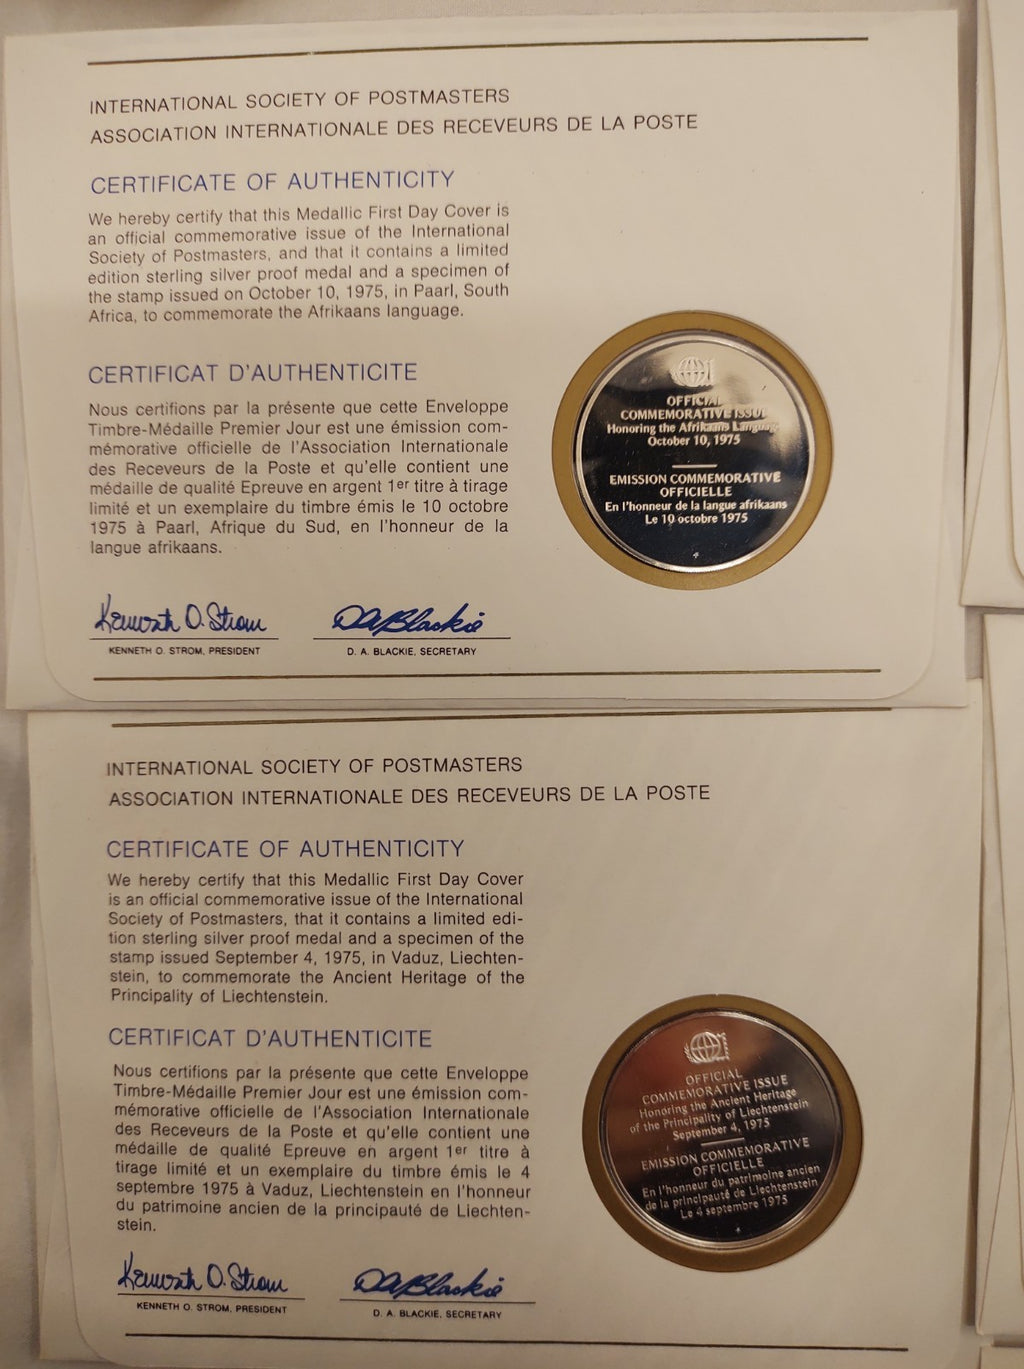 INTERNATIONAL SOCIETY OF POSTMASTERS
ASSOCIATION INTERNATIONALE DES RECEVEURS DE LA POSTE
CERTIFICATE OF AUTHENTICITY
We hereby certify that this Medallic First Day Cover is
an official commemorative issue of the International
Society of Postmasters, and that it contains a limited
edition sterling silver proof medal and a specimen of
the stamp issued on October 10, 1975, in Paarl, South
Africa, to commemorate the Afrikaans language.
CERTIFICAT D'AUTHENTICITE
Nous certifions par la présente que cette Enveloppe
Timbre-Médaille Premier Jour est une émission com-
mémorative officielle de l'Association Internationale
des Receveurs de la Poste et qu'elle contient une
médaille de qualité Epreuve en argent 1er titre à tirage
limité et un exemplaire du timbre émis le 10 octobre
1975 à Paarl, Afrique du Sud, en l'honneur de la
langue afrikaans.
Kenneth O. Strom
DABlackie
KENNETH O. STROM, PRESIDENT
D. A. BLACKIE, SECRETARY
OFFICIAL
COMMEMORATIVE ISSUE
Honoring the Afrikaans Language
October 10, 1975
EMISSION COMMEMORATIVE
OFFICIELLE
En l'honneur de la langue afrikaans
Le 10 octobre 1975
INTERNATIONAL SOCIETY OF POSTMASTERS
ASSOCIATION INTERNATIONALE DES RECEVEURS DE LA POSTE
CERTIFICATE OF AUTHENTICITY
We hereby certify that this Medallic First Day Cover
is an official commemorative issue of the International
Society of Postmasters, that it contains a limited edi-
tion sterling silver proof medal and a specimen of the
stamp issued September 4, 1975, in Vaduz, Liechten-
stein, to commemorate the Ancient Heritage of the
Principality of Liechtenstein.
CERTIFICAT D'AUTHENTICITE
Nous certifions par la présente que cette Enveloppe
Timbre-Médaille Premier Jour est une émission com-
mémorative officielle de l'Association Internationale
des Receveurs de la Poste et qu'elle contient une
médaille de qualité Epreuve en argent 1er titre à
tirage limité et un exemplaire du timbre émis le 4
septembre 1975 à Vaduz, Liechtenstein en l'honneur
du patrimoine ancien de la principauté de Liechten-
stein.
Kenneth O. Strom
DABlackie
KENNETH O. STROM, PRESIDENT
D. A. BLACKIE, SECRETARY
OFFICIAL
COMMEMORATIVE ISSUE
Honoring the Ancient Heritage
of the Principality of Liechtenstein
September 4, 1975
EMISSION COMMEMORATIVE
OFFICIELLE
En l'honneur du patrimoine ancien
de la principauté de Liechtenstein
Le 4 septembre 1975